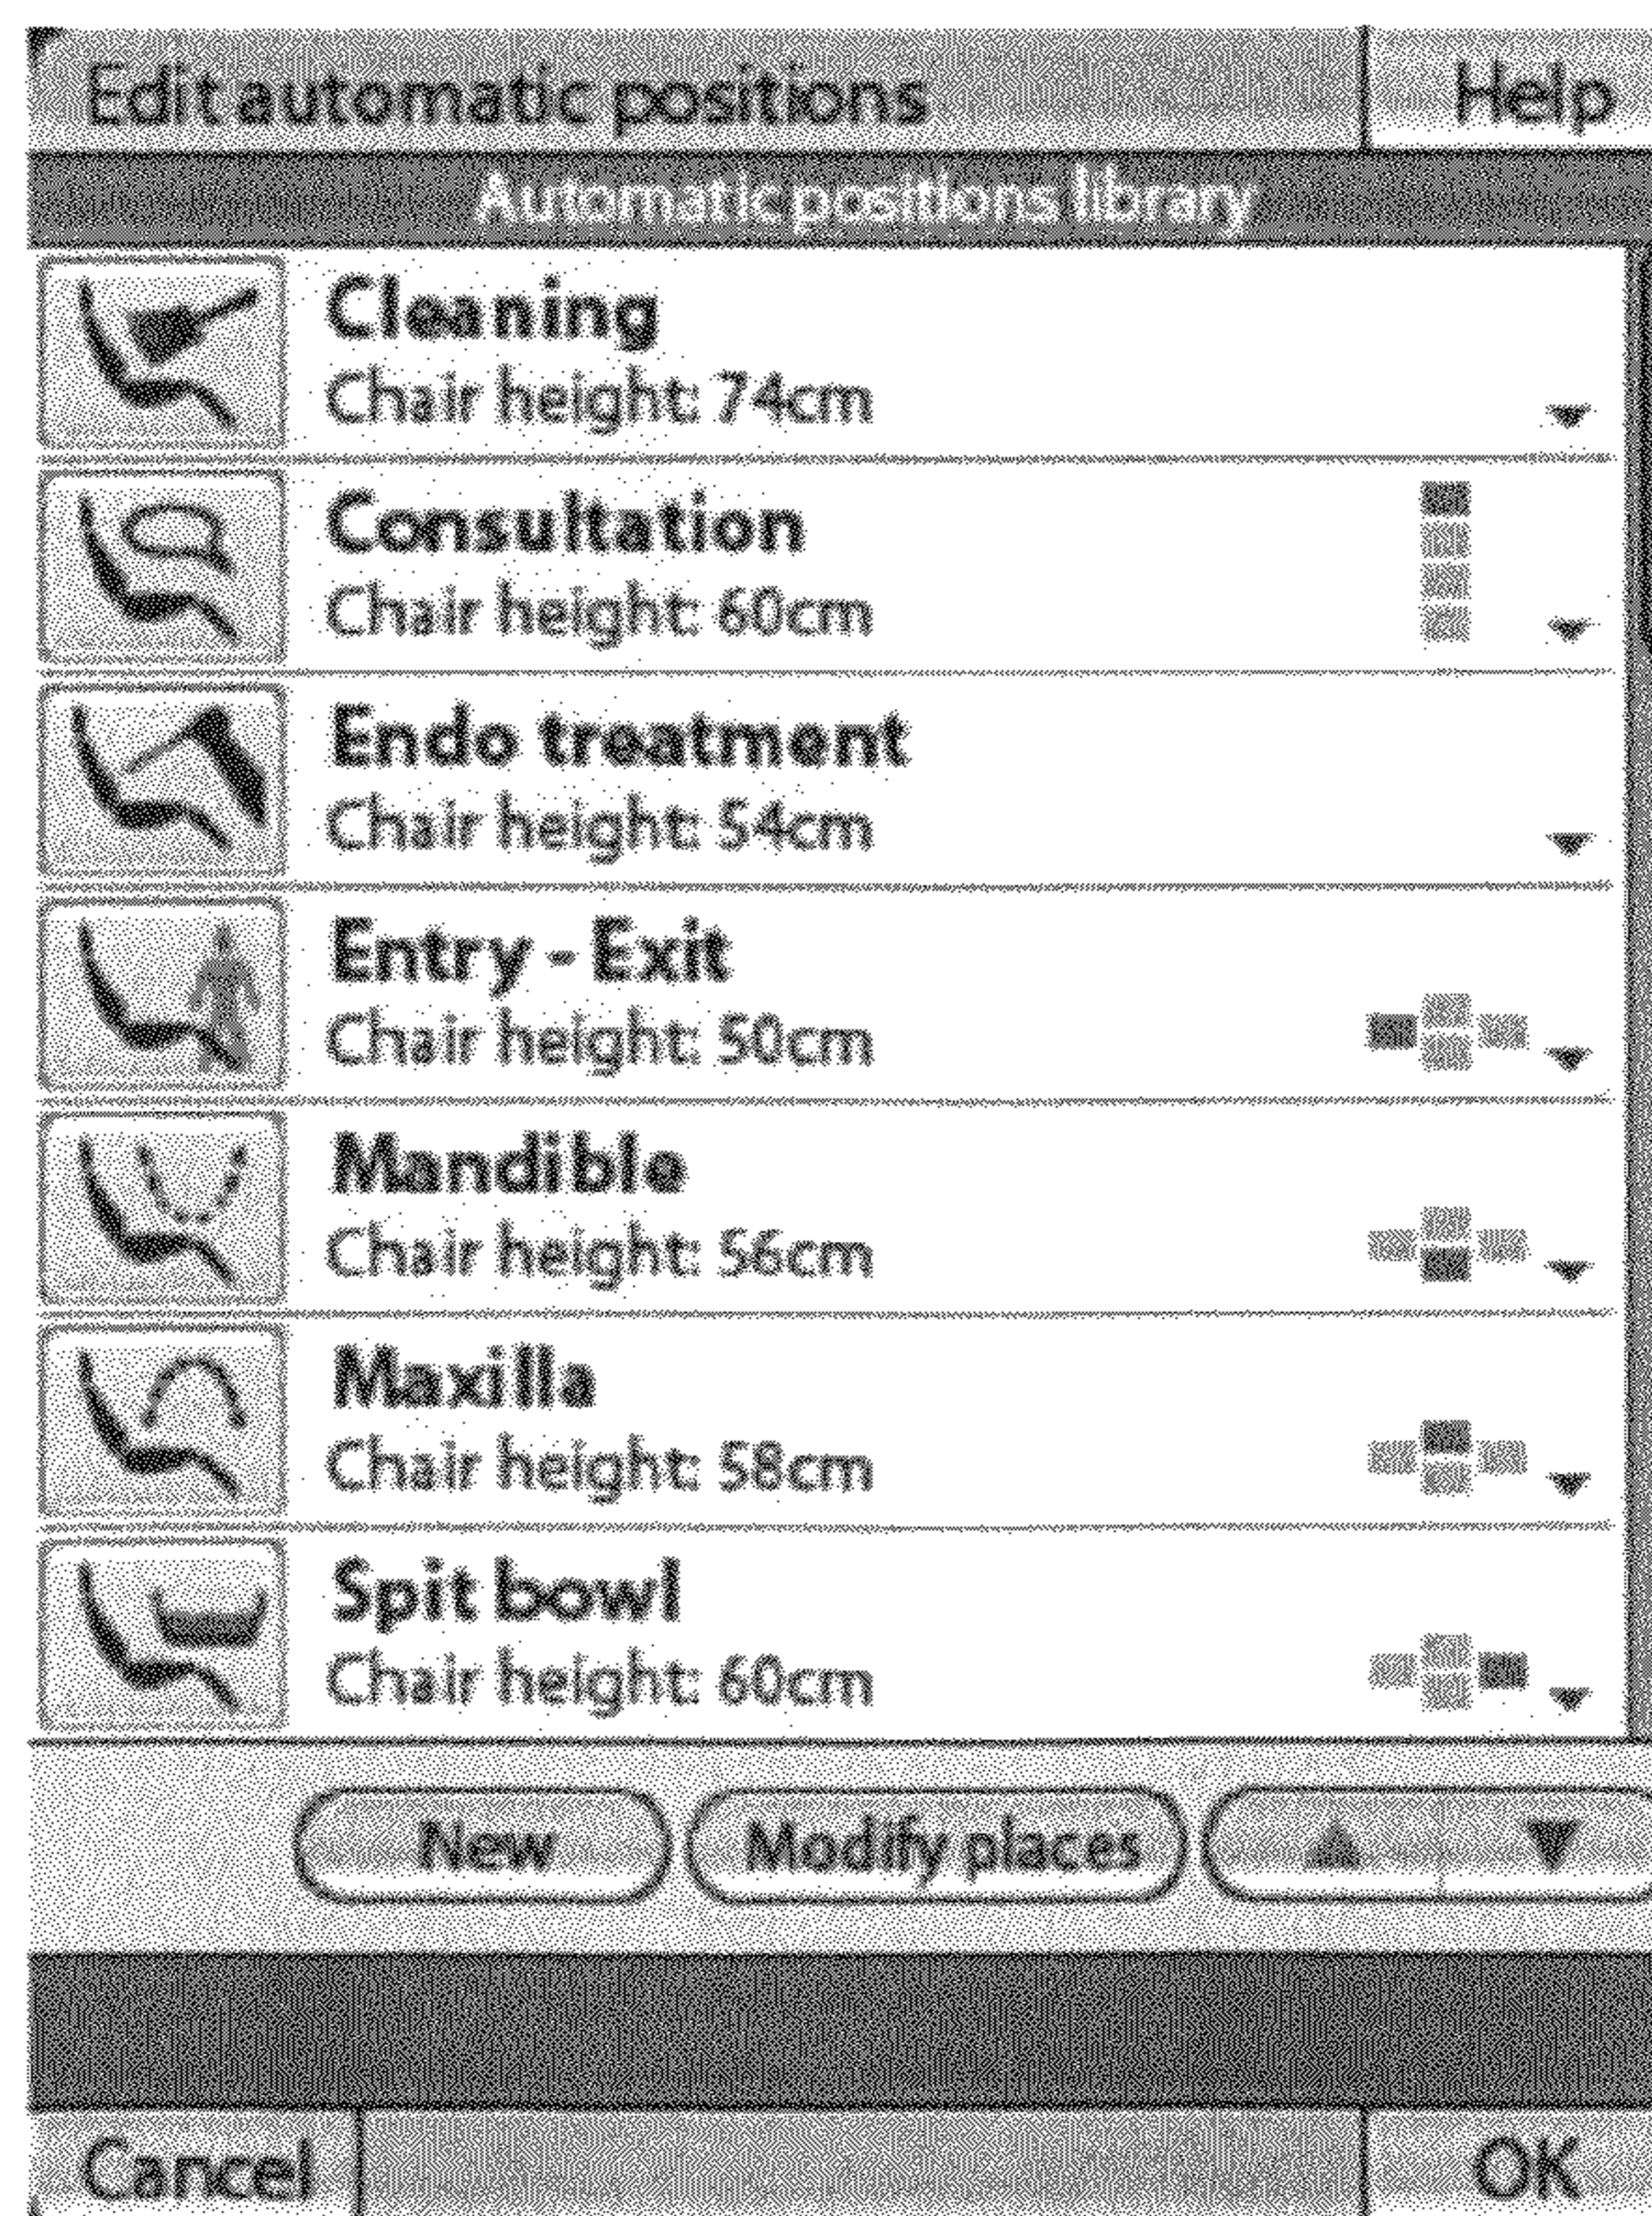 Edit automatic positions
Help
Automatic positions library
Cleaning
Chair height: 74cm
Consultation
Chair height: 60cm
Endo treatment
Chair height: 54cm
Entry - Exit
Chair height: 50cm
Mandible
Chair height: 56cm
Maxilla
Chair height: 58cm
Spit bowl
Chair height: 60cm
New
Modify places
Cancel
OK